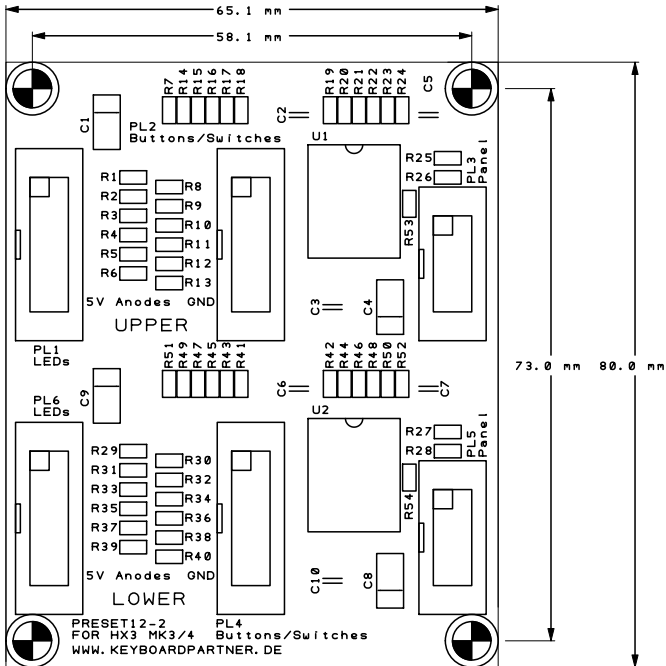 65.1 mm
58.1 mm
R7
R14
R15
R16
R17
R18
R19
R20
R21
R22
R23
R24
C5
C2
C1
PL2
Buttons/Switches
U1
R25
R26
PL3
Panel
R1
R2
R3
R4
R5
R6
R8
R9
R10
R11
R12
R13
R53
5V Anodes GND
UPPER
C3
C4
PL1
LEDs
R51
R49
R47
R45
R43
R41
R42
R44
R46
R48
R50
R52
73.0 mm
80.0 mm
PL6
LEDs
C9
C6
C7
U2
R27
R28
PL5
Panel
R29
R31
R33
R35
R37
R39
R30
R32
R34
R36
R38
R40
R54
5V Anodes GND
LOWER
C10
C8
PRESET12-2
FOR HX3 MK3/4
WWW.KEYBOARDPARTNER.DE
PL4
Buttons/Switches